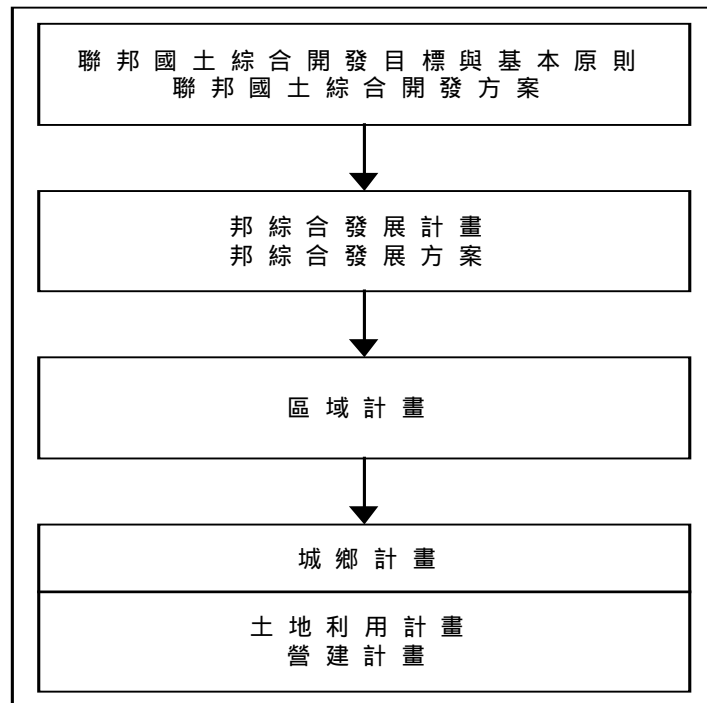 聯邦國土綜合開發目標與基本原則
聯邦國土綜合開發方案
邦綜合發展計畫
邦綜合發展方案
區域計畫
城鄉計畫
土地利用計畫
營建計畫